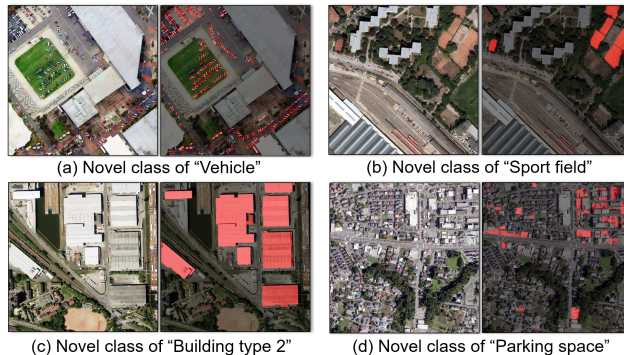 (a) Novel class of “Vehicle”
(b) Novel class of “Sport field”
(c) Novel class of “Building type 2”
(d) Novel class of “Parking space”